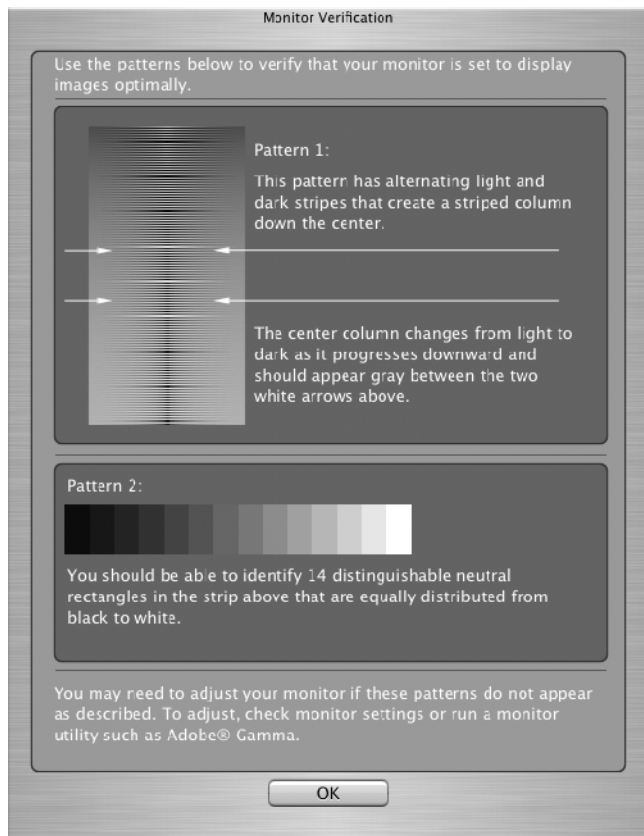 Monitor Verification
Use the patterns below to verify that your monitor is set to display
images optimally.
Pattern 1:
This pattern has alternating light and
dark stripes that create a striped column
down the center.
The center column changes from light to
dark as it progresses downward and
should appear gray between the two
white arrows above.
Pattern 2:
You should be able to identify 14 distinguishable neutral
rectangles in the strip above that are equally distributed from
black to white.
You may need to adjust your monitor if these patterns do not appear
as described. To adjust, check monitor settings or run a monitor
utility such as Adobe® Gamma.
OK